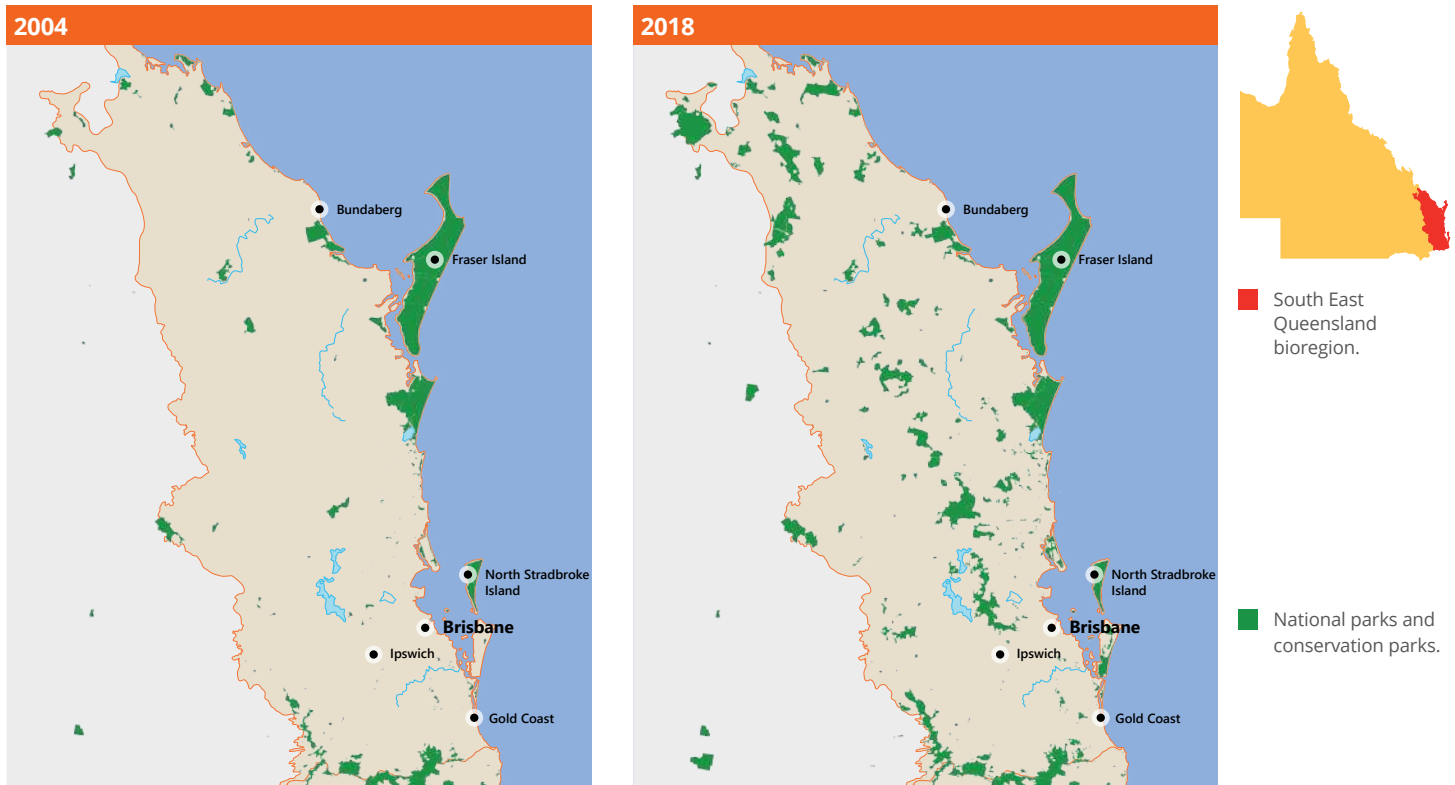 2004
Bundaberg
Fraser Island
North Stradbroke
Island
Brisbane
Ipswich
Gold Coast
2018
Bundaberg
Fraser Island
North Stradbroke
Island
Brisbane
Ipswich
Gold Coast
South East
Queensland
bioregion.
National parks and
conservation parks.